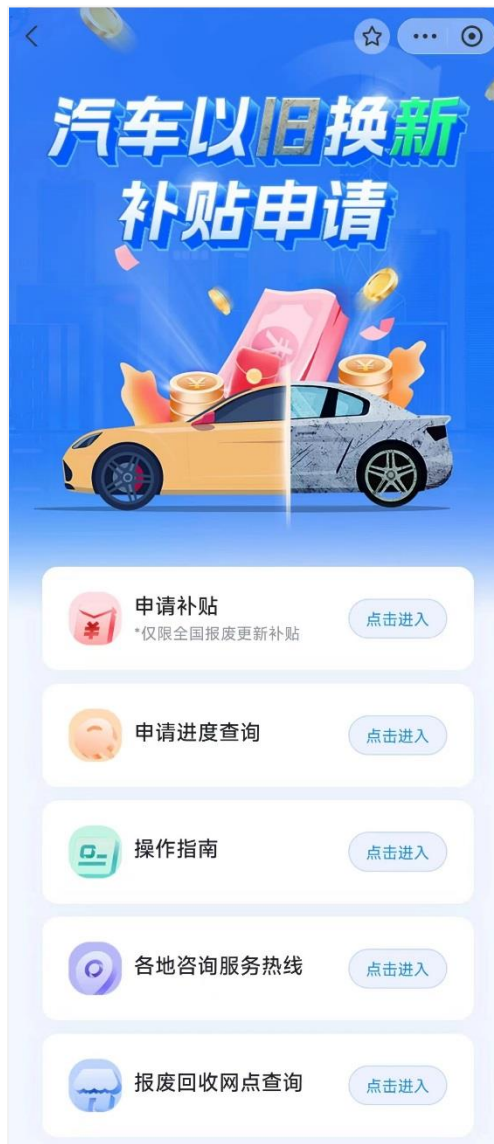 汽车以旧换新
补贴申请
申请补贴
*仅限全国报废更新补贴
点击进入
申请进度查询
点击进入
操作指南
点击进入
各地咨询服务热线
点击进入
报废回收网点查询
点击进入